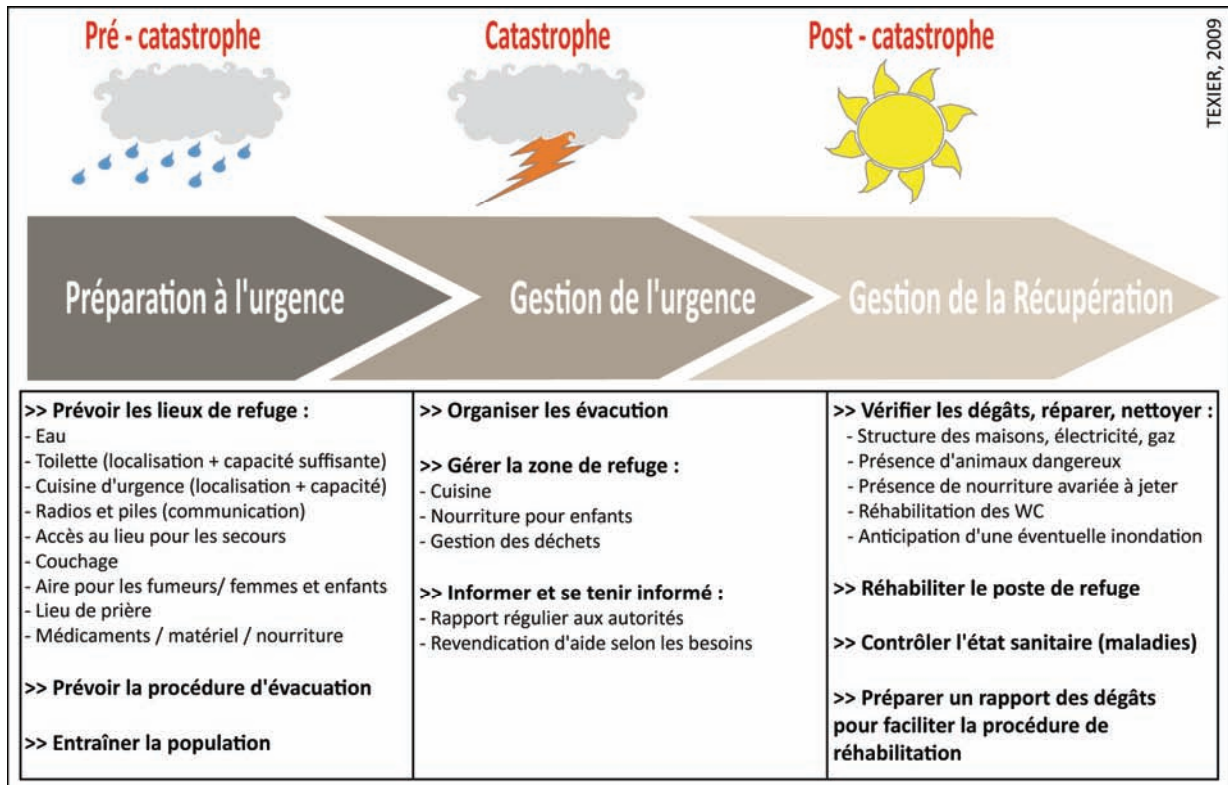 Pré - catastrophe
Catastrophe
Post - catastrophe
TEXIER, 2009
Préparation à l'urgence
Gestion de l'urgence
Gestion de la Récupération
>> Prévoir les lieux de refuge :
- Eau
- Toilette (localisation + capacité suffisante)
- Cuisine d'urgence (localisation + capacité)
- Radios et piles (communication)
- Accès au lieu pour les secours
- Couchage
- Aire pour les fumeurs/ femmes et enfants
- Lieu de prière
- Médicaments / matériel / nourriture
>> Prévoir la procédure d'évacuation
>> Entraîner la population
>> Organiser les évacution
>> Gérer la zone de refuge :
- Cuisine
- Nourriture pour enfants
- Gestion des déchets
>> Informer et se tenir informé :
- Rapport régulier aux autorités
- Revendication d'aide selon les besoins
>> Vérifier les dégâts, réparer, nettoyer :
- Structure des maisons, électricité, gaz
- Présence d'animaux dangereux
- Présence de nourriture avariée à jeter
- Réhabilitation des WC
- Anticipation d'une éventuelle inondation
>> Réhabiliter le poste de refuge
>> Contrôler l'état sanitaire (maladies)
>> Préparer un rapport des dégâts
pour faciliter la procédure de
réhabilitation